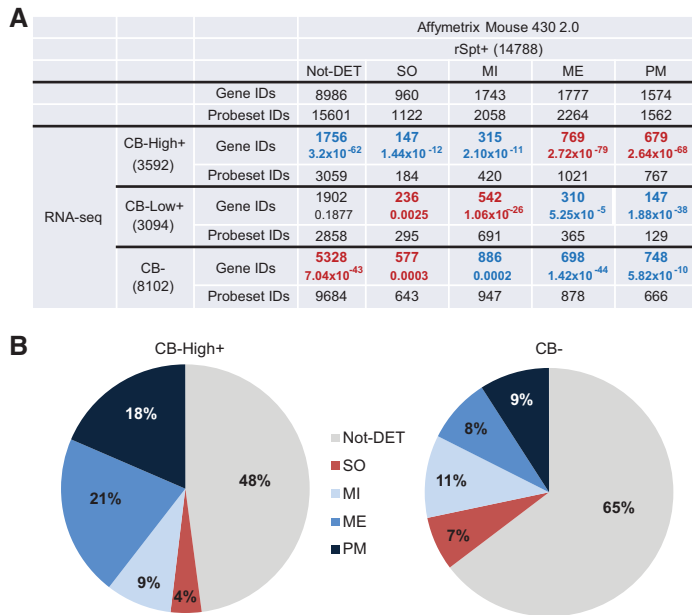 A
Affymetrix Mouse 430 2.0
rSpt+ (14788)
Not-DET SO MI ME PM
Gene IDs 8986 960 1743 1777 1574
Probeset IDs 15601 1122 2058 2264 1562
RNA-seq
CB-High+
(3592)
Gene IDs 1756 147 315 769 679
3.2x10-62 1.44x10-12 2.10x10-11 2.72x10-79 2.64x10-68
Probeset IDs 3059 184 420 1021 767
CB-Low+
(3094)
Gene IDs 1902 236 542 310 147
0.1877 0.0025 1.06x10-26 5.25x10-5 1.88x10-38
Probeset IDs 2858 295 691 365 129
CB-
(8102)
Gene IDs 5328 577 886 698 748
7.04x10-43 0.0003 0.0002 1.42x10-44 5.82x10-10
Probeset IDs 9684 643 947 878 666
B
CB-High+
18%
48%
21%
9%
4%
Not-DET
SO
MI
ME
PM
CB-
9%
8%
11%
65%
7%